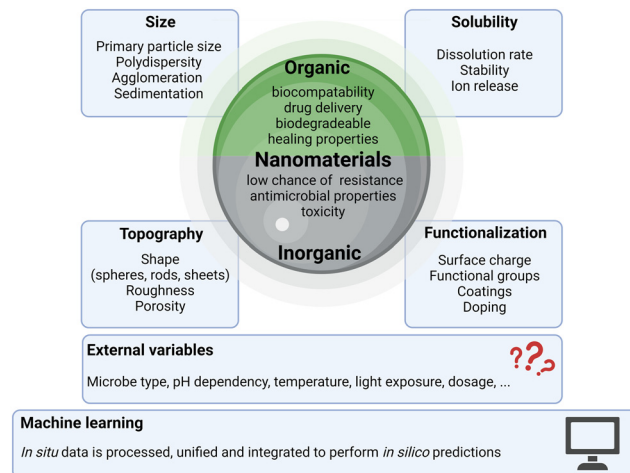 Size
Primary particle size
Polydispersity
Agglomeration
Sedimentation
Solubility
Dissolution rate
Stability
Ion release
Organic
biocompatability
drug delivery
biodegradeable
healing properties
Nanomaterials
low chance of resistance
antimicrobial properties
toxicity
Inorganic
Topography
Shape
(spheres, rods, sheets)
Roughness
Porosity
Functionalization
Surface charge
Functional groups
Coatings
Doping
External variables
???
Microbe type, pH dependency, temperature, light exposure, dosage, ...
Machine learning
In situ data is processed, unified and integrated to perform in silico predictions